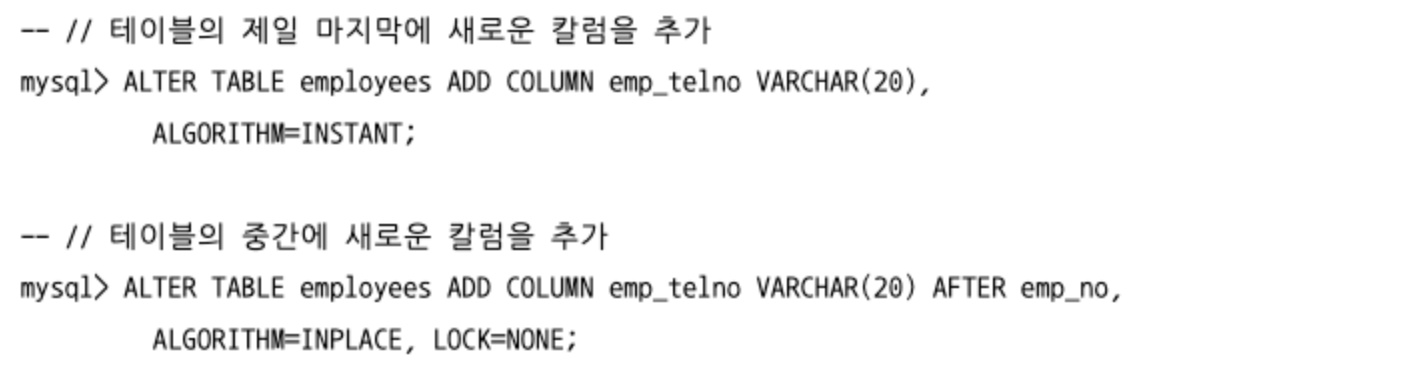 -- // 테이블의 제일 마지막에 새로운 칼럼을 추가
mysql> ALTER TABLE employees ADD COLUMN emp_telno VARCHAR(20),
ALGORITHM=INSTANT;
-- // 테이블의 중간에 새로운 칼럼을 추가
mysql> ALTER TABLE employees ADD COLUMN emp_telno VARCHAR(20) AFTER emp_no,
ALGORITHM=INPLACE, LOCK=NONE;